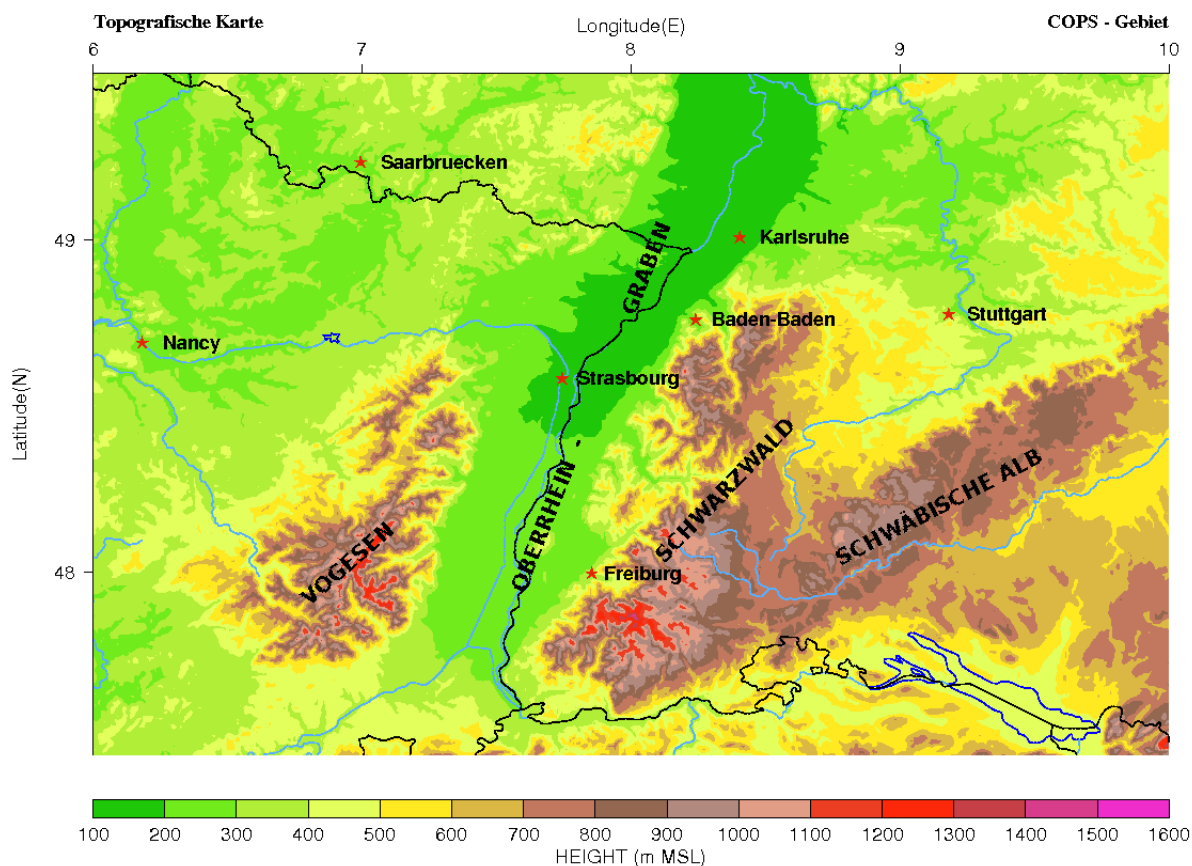 Topografische Karte
Longitude(E)
COPS - Gebiet
6 7 8 9 10
Saarbruecken
49
GRABEN
Karlsruhe
Baden-Baden
Stuttgart
Nancy
Strasbourg
Latitude(N)
OBERRHEIN -
SCHWARZWALD
SCHWÄBISCHE ALB
VOGESEN
48
Freiburg
100 200 300 400 500 600 700 800 900 1000 1100 1200 1300 1400 1500 1600
HEIGHT (m MSL)